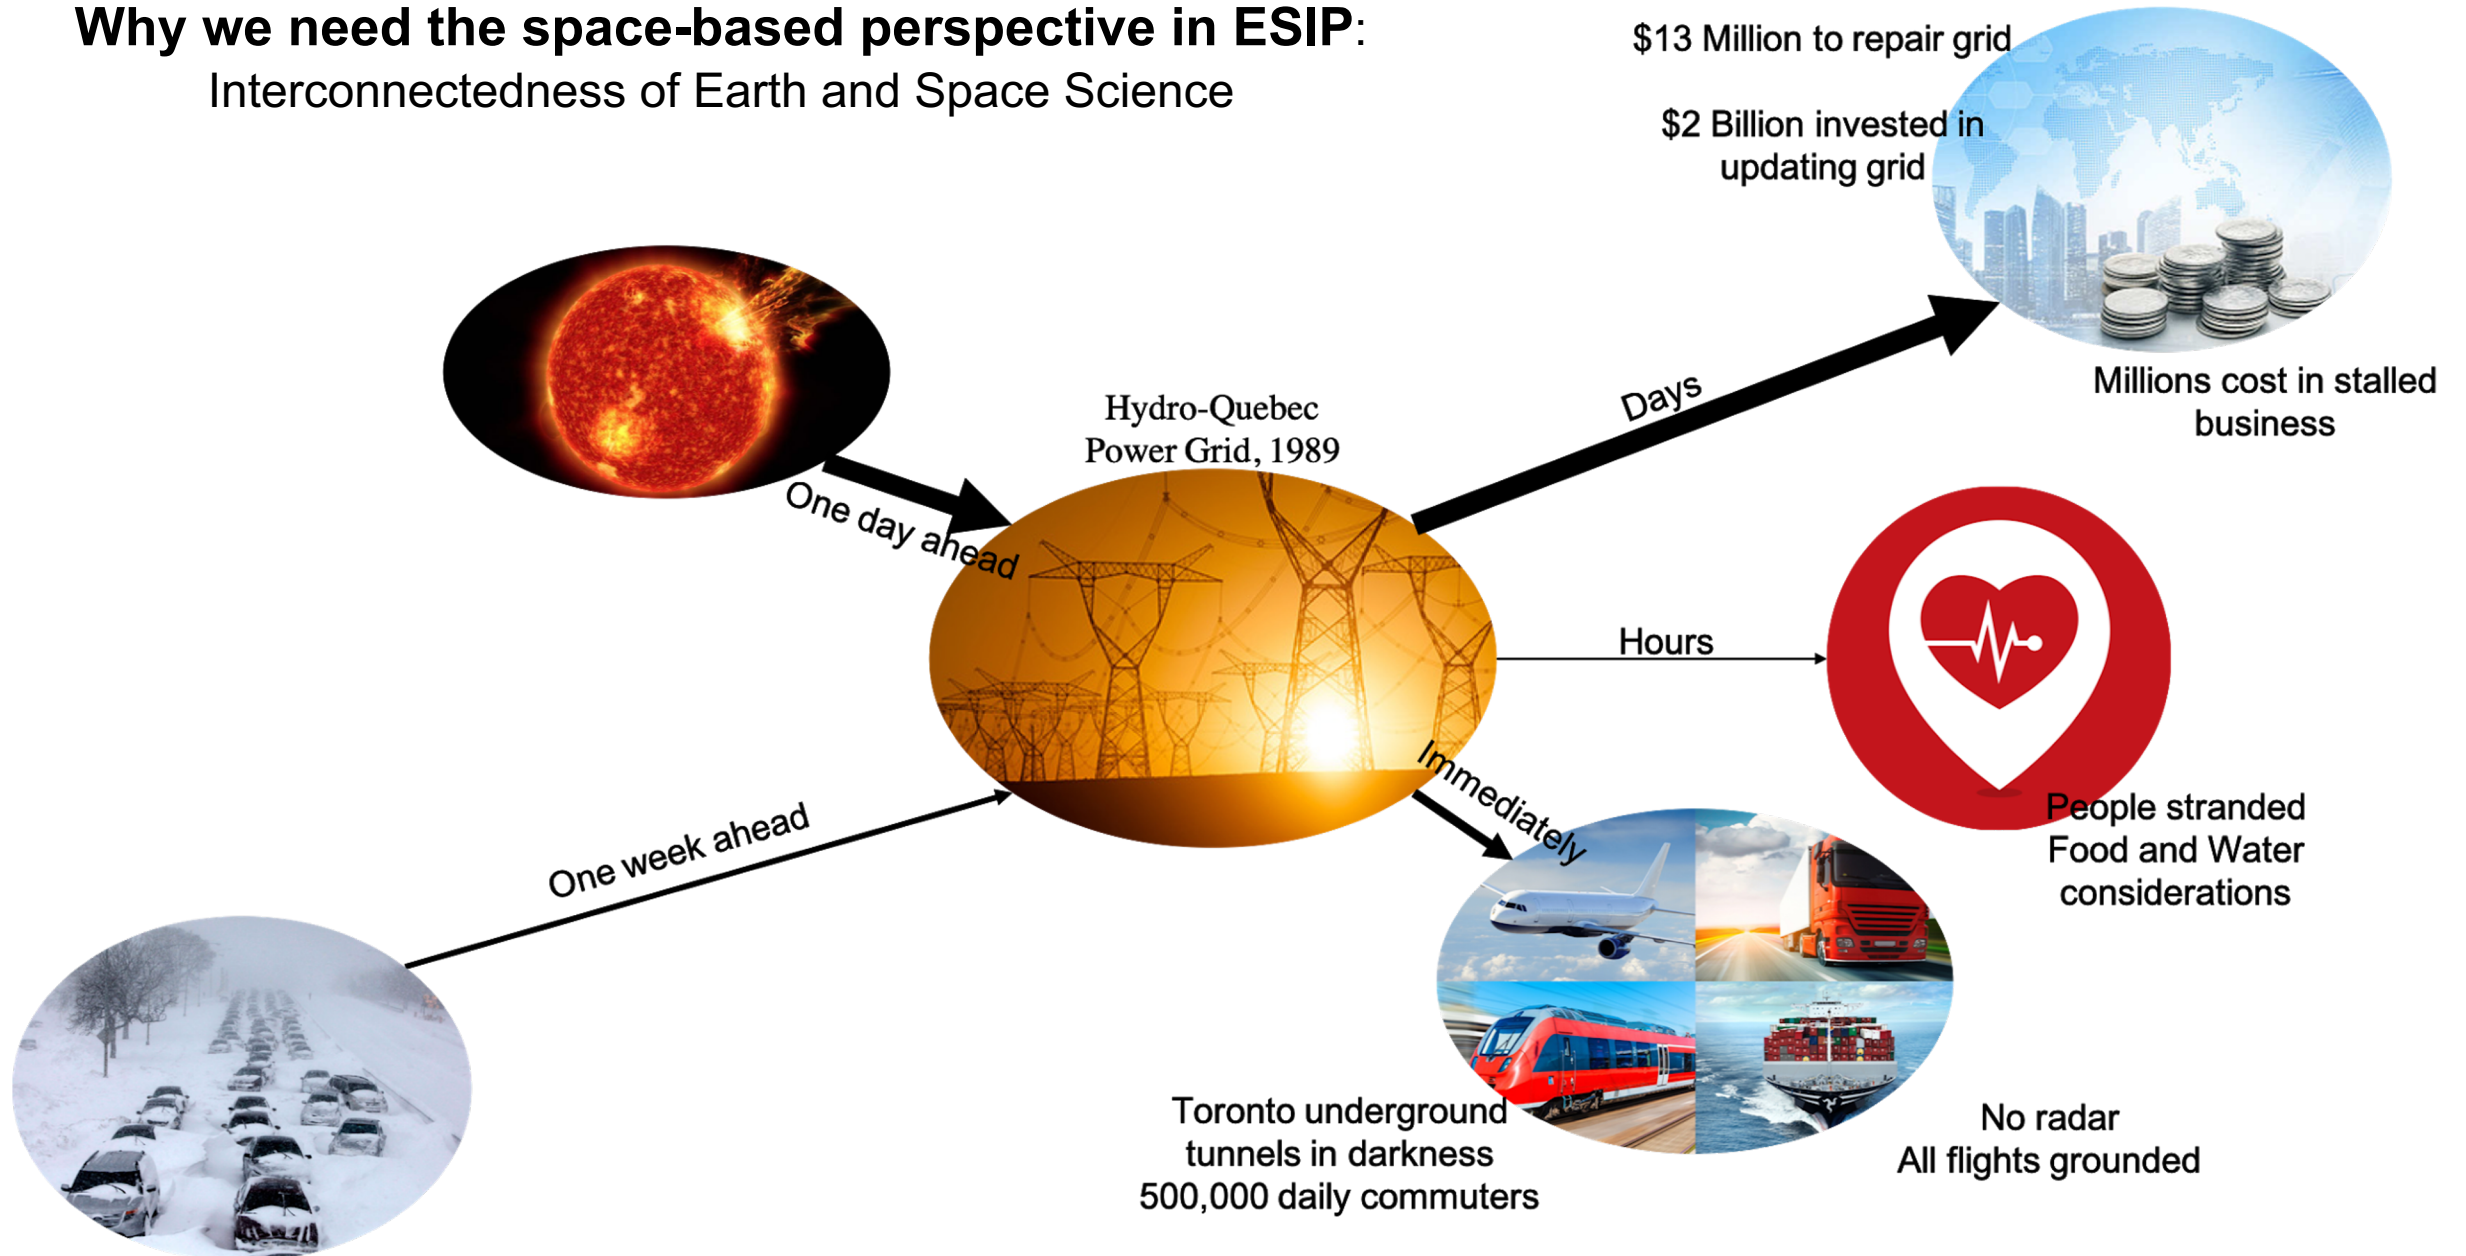 Why we need the space-based perspective in ESIP:
Interconnectedness of Earth and Space Science
$13 Million to repair grid
$2 Billion invested in
updating grid
Millions cost in stalled
business
Hydro-Quebec
Power Grid, 1989
One day ahead
Days
Hours
Immediately
One week ahead
People stranded
Food and Water
considerations
Toronto underground
tunnels in darkness
500,000 daily commuters
No radar
All flights grounded